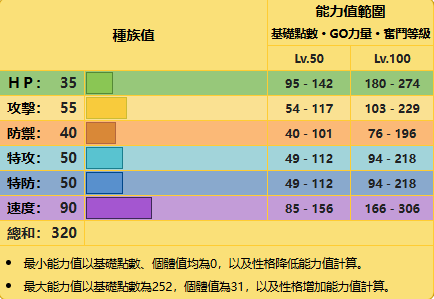 種族值
能力值範圍
基礎點數・GO力量・奮鬥等級
Lv.50 Lv.100
ＨＰ： 35 95 - 142 180 - 274
攻擊： 55 54 - 117 103 - 229
防禦： 40 40 - 101 76 - 196
特攻： 50 49 - 112 94 - 218
特防： 50 49 - 112 94 - 218
速度： 90 85 - 156 166 - 306
總和： 320
• 最小能力值以基礎點數、個體值均為0，以及性格降低能力值計算。
• 最大能力值以基礎點數為252，個體值為31，以及性格增加能力值計算。